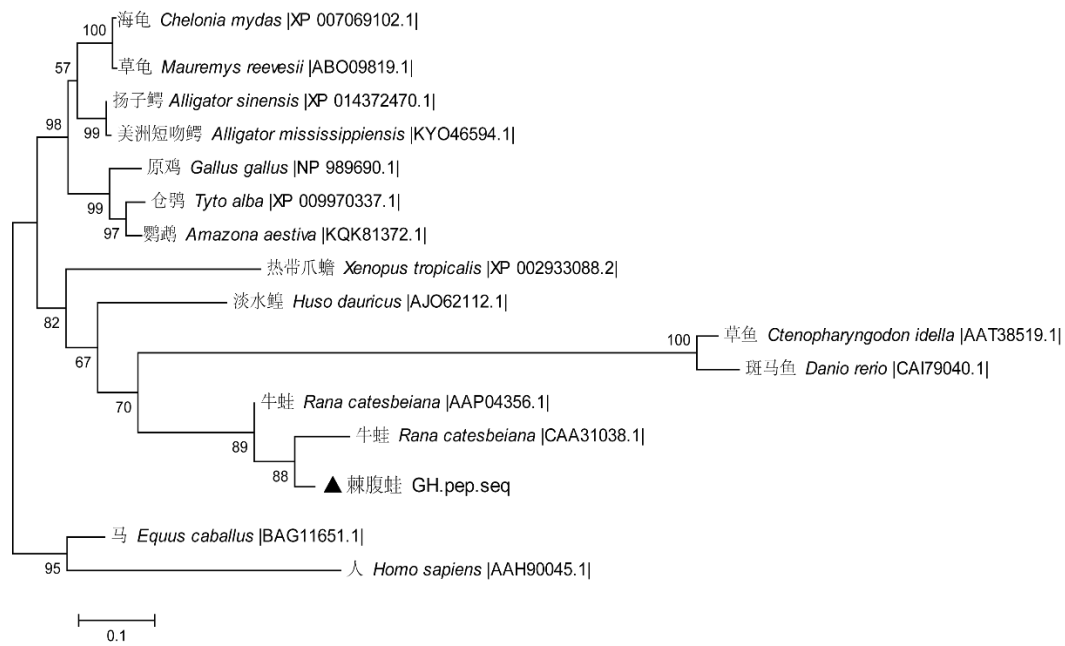 海龟 Chelonia mydas |XP 007069102.1|
100
草龟 Mauremys reevesii |ABO09819.1|
57
扬子鳄 Alligator sinensis |XP 014372470.1|
98
99
美洲短吻鳄 Alligator mississippiensis |KYO46594.1|
原鸡 Gallus gallus |NP 989690.1|
仓鸮 Tyto alba |XP 009970337.1|
99
97
鹦鹉 Amazona aestiva |KQK81372.1|
热带爪蟾 Xenopus tropicalis |XP 002933088.2|
82
淡水鳇 Huso dauricus |AJO62112.1|
67
100
草鱼 Ctenopharyngodon idella |AAT38519.1|
斑马鱼 Danio rerio |CAI79040.1|
70
牛蛙 Rana catesbeiana |AAP04356.1|
89
牛蛙 Rana catesbeiana |CAA31038.1|
88
▲ 棘腹蛙 GH.pep.seq
马 Equus caballus |BAG11651.1|
95
人 Homo sapiens |AAH90045.1|
0.1